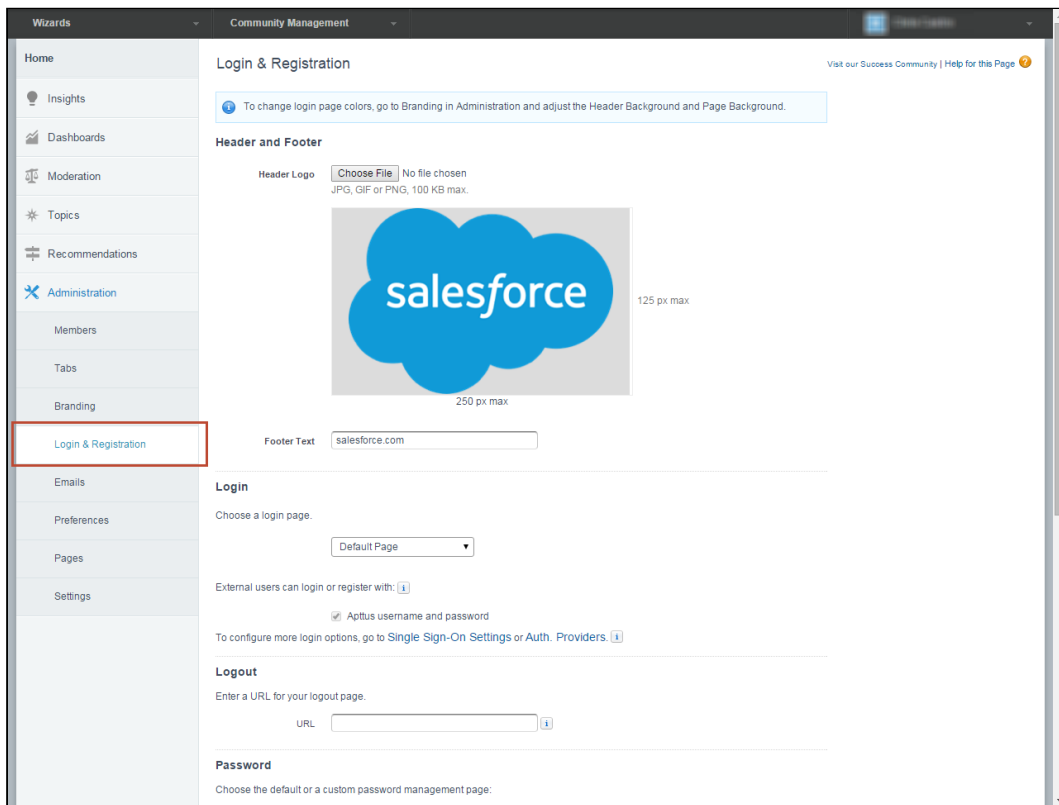 Wizards
Community Management
Home
Insights
Dashboards
Moderation
Topics
Recommendations
Administration
Members
Tabs
Branding
Login & Registration
Emails
Preferences
Pages
Settings
Login & Registration
Visit our Success Community | Help for this Page ?
i To change login page colors, go to Branding in Administration and adjust the Header Background and Page Background.
Header and Footer
Header Logo Choose File No file chosen
JPG, GIF or PNG, 100 KB max.
salesforce
125 px max
250 px max
Footer Text salesforce.com
Login
Choose a login page.
Default Page
External users can login or register with: i
Apttus username and password
To configure more login options, go to Single Sign-On Settings or Auth. Providers. i
Logout
Enter a URL for your logout page.
URL i
Password
Choose the default or a custom password management page: